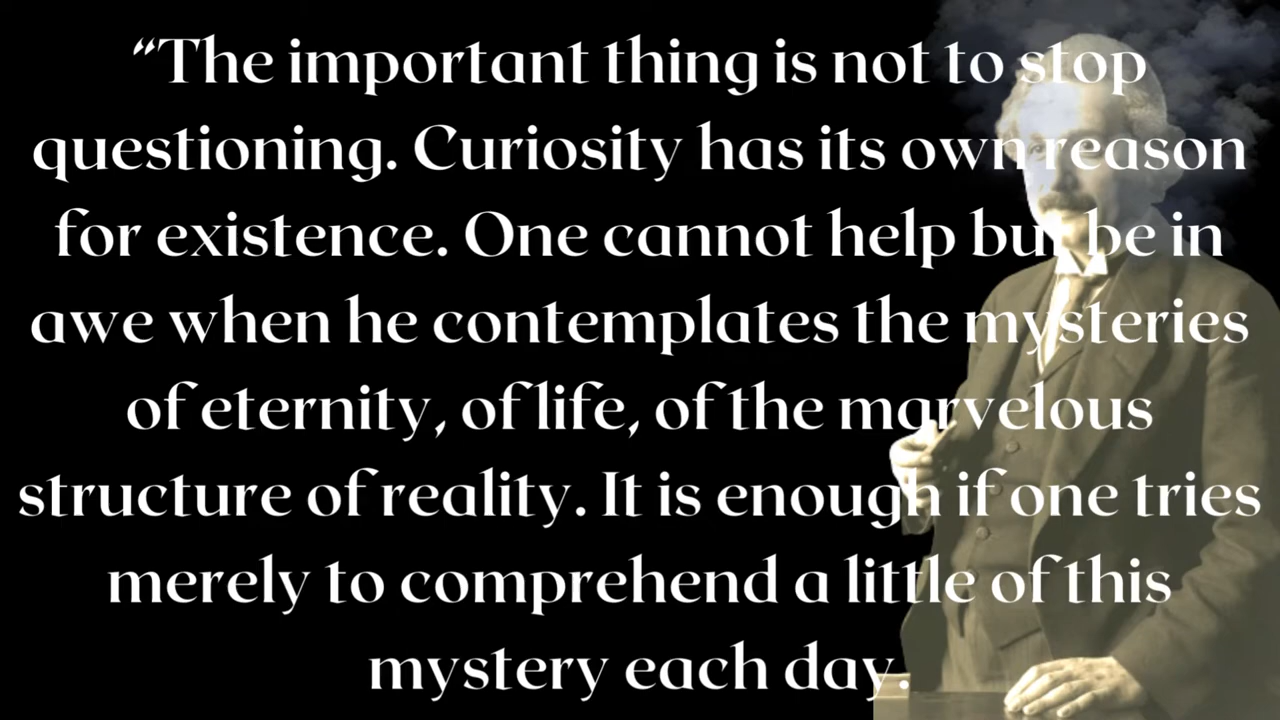 “The important thing is not to stop
questioning. Curiosity has its own reason
for existence. One cannot help but be in
awe when he contemplates the mysteries
of eternity, of life, of the marvelous
structure of reality. It is enough if one tries
merely to comprehend a little of this
mystery each day.